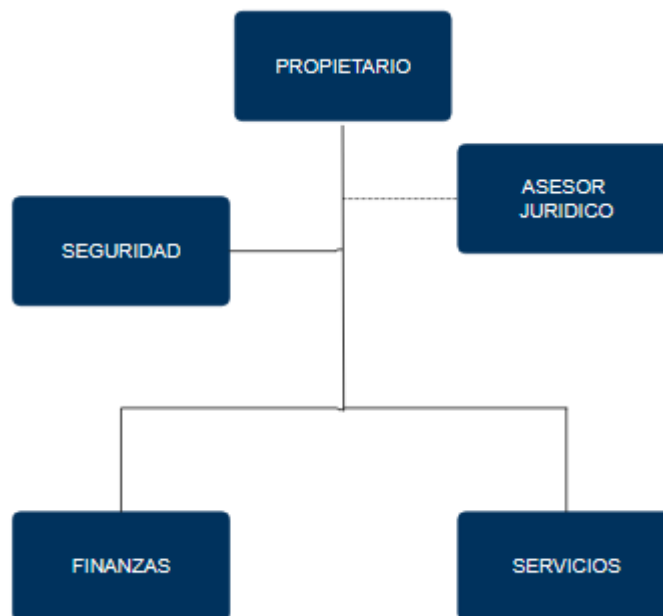 PROPIETARIO
ASESOR
JURIDICO
SEGURIDAD
FINANZAS
SERVICIOS